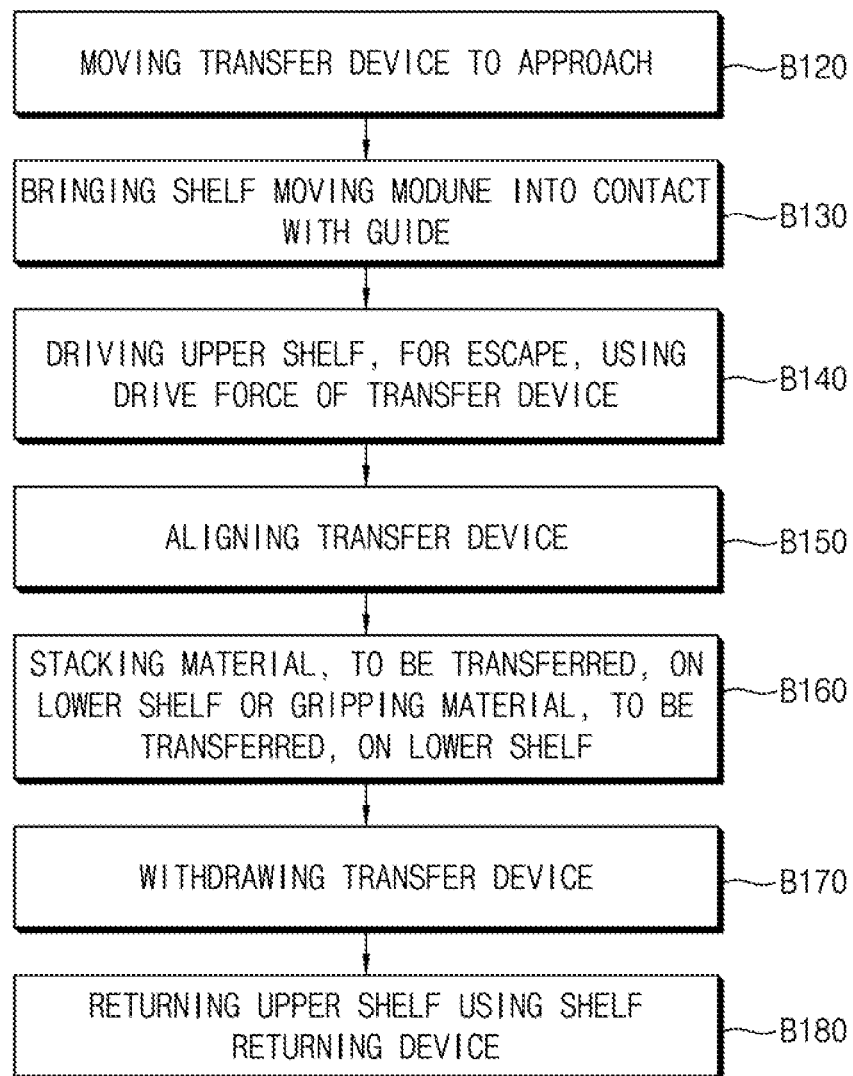 MOVING TRANSFER DEVICE TO APPROACH
B120
BRINGING SHELF MOVING MODUNE INTO CONTACT
WITH GUIDE
B130
DRIVING UPPER SHELF, FOR ESCAPE, USING
DRIVE FORCE OF TRANSFER DEVICE
B140
ALIGNING TRANSFER DEVICE
B150
STACKING MATERIAL, TO BE TRANSFERRED, ON
LOWER SHELF OR GRIPPING MATERIAL, TO BE
TRANSFERRED, ON LOWER SHELF
B160
WITHDRAWING TRANSFER DEVICE
B170
RETURNING UPPER SHELF USING SHELF
RETURNING DEVICE
B180